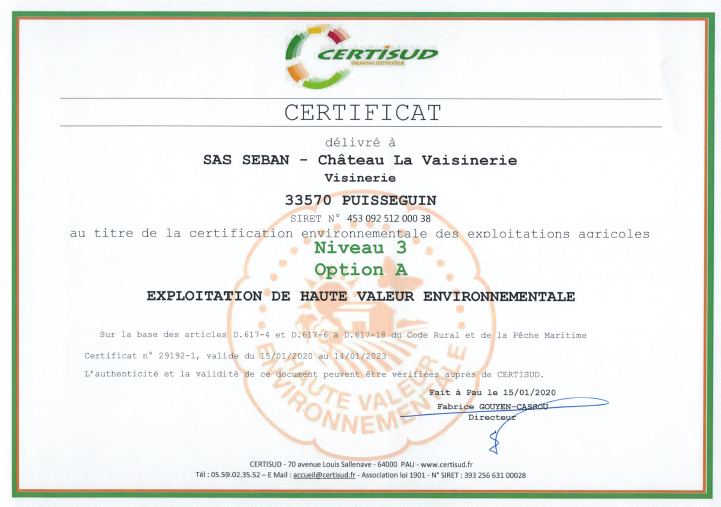 CERTISUD
ORGANISME CERTIFICATEUR
CERTIFICAT
délivré à
SAS SEBAN - Château La Vaisinerie
Visinerie
33570 PUISSEGUIN
SIRET N° 453 092 512 000 38
au titre de la certification environnementale des exploitations agricoles
Niveau 3
Option A
EXPLOITATION DE HAUTE VALEUR ENVIRONNEMENTALE
Sur la base des articles D.617-4 et D.617-6 à D.617-18 du Code Rural et de la Pêche Maritime
Certificat n° 29192-1, valide du 15/01/2020 au 14/01/2023
L'authenticité et la validité de ce document peuvent être vérifiées auprès de CERTISUD.
HAUTE VALEUR
ENVIRONNEMENTALE
Fait à Pau le 15/01/2020
Fabrice GOUYEN-CASSOU
Directeur
CERTISUD - 70 avenue Louis Sallenave - 64000 PAU - www.certisud.fr
Tél : 05.59.02.35.52 – E Mail : accueil@certisud.fr - Association loi 1901 - N° SIRET : 393 256 631 00028